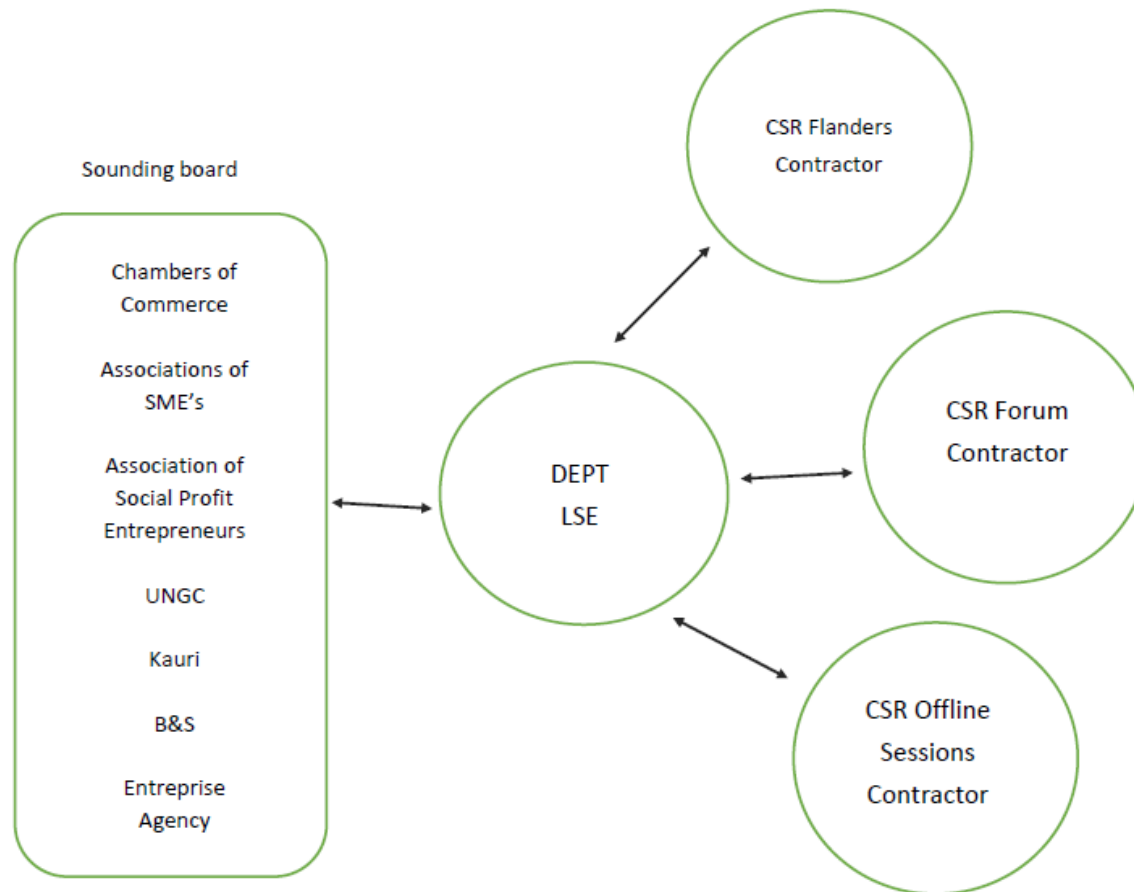 Sounding board
Chambers of
Commerce
Associations of
SME's
Association of
Social Profit
Entrepreneurs
UNGC
Kauri
B&S
Entreprise
Agency
DEPT
LSE
CSR Flanders
Contractor
CSR Forum
Contractor
CSR Offline
Sessions
Contractor